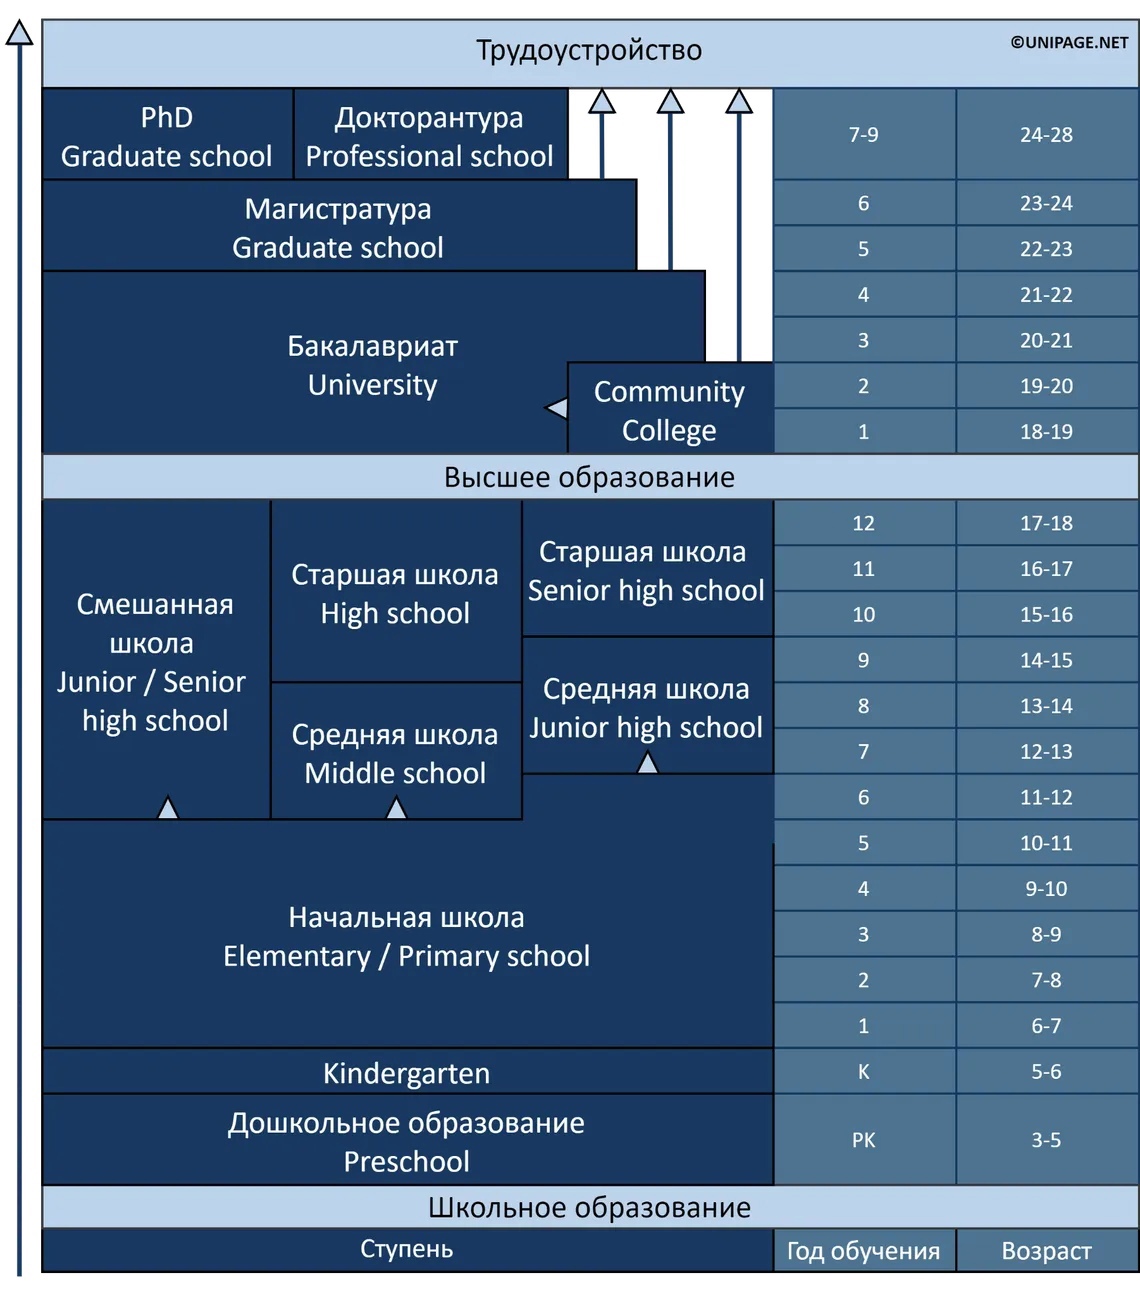 Трудоустройство
©UNIPAGE.NET
PhD
Graduate school
Докторантура
Professional school
7-9
24-28
Магистратура
Graduate school
6
23-24
5
22-23
Бакалавриат
University
4
21-22
3
20-21
Community
College
2
19-20
1
18-19
Высшее образование
Смешанная
школа
Junior / Senior
high school
Старшая школа
High school
Старшая школа
Senior high school
12
17-18
11
16-17
10
15-16
Средняя школа
Middle school
Средняя школа
Junior high school
9
14-15
8
13-14
7
12-13
6
11-12
5
10-11
Начальная школа
Elementary / Primary school
4
9-10
3
8-9
2
7-8
1
6-7
Kindergarten
K
5-6
Дошкольное образование
Preschool
PK
3-5
Школьное образование
Ступень
Год обучения
Возраст